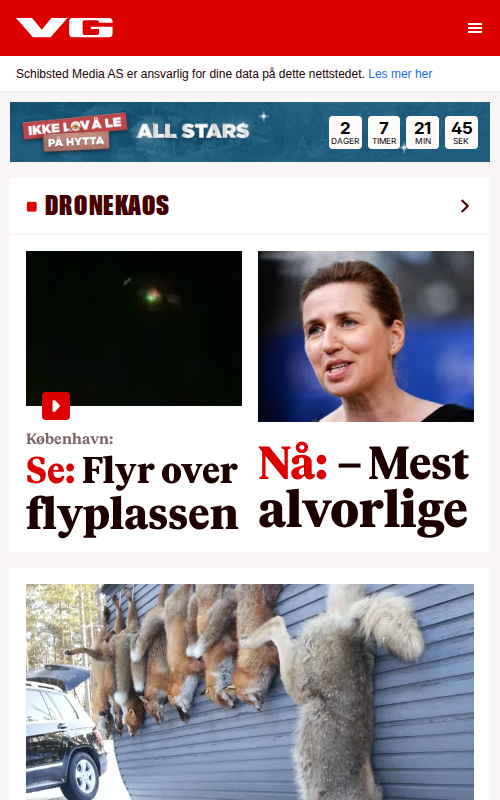 VG
Schibsted Media AS er ansvarlig for dine data på dette nettstedet. Les mer her
IKKE LOV Å LE
PÅ HYTTA
ALL STARS
2 7 21 45
DAGER TIMER MIN SEK
DRONEKAOS
København:
Se: Flyr over
flyplassen
Nå: – Mest
alvorlige